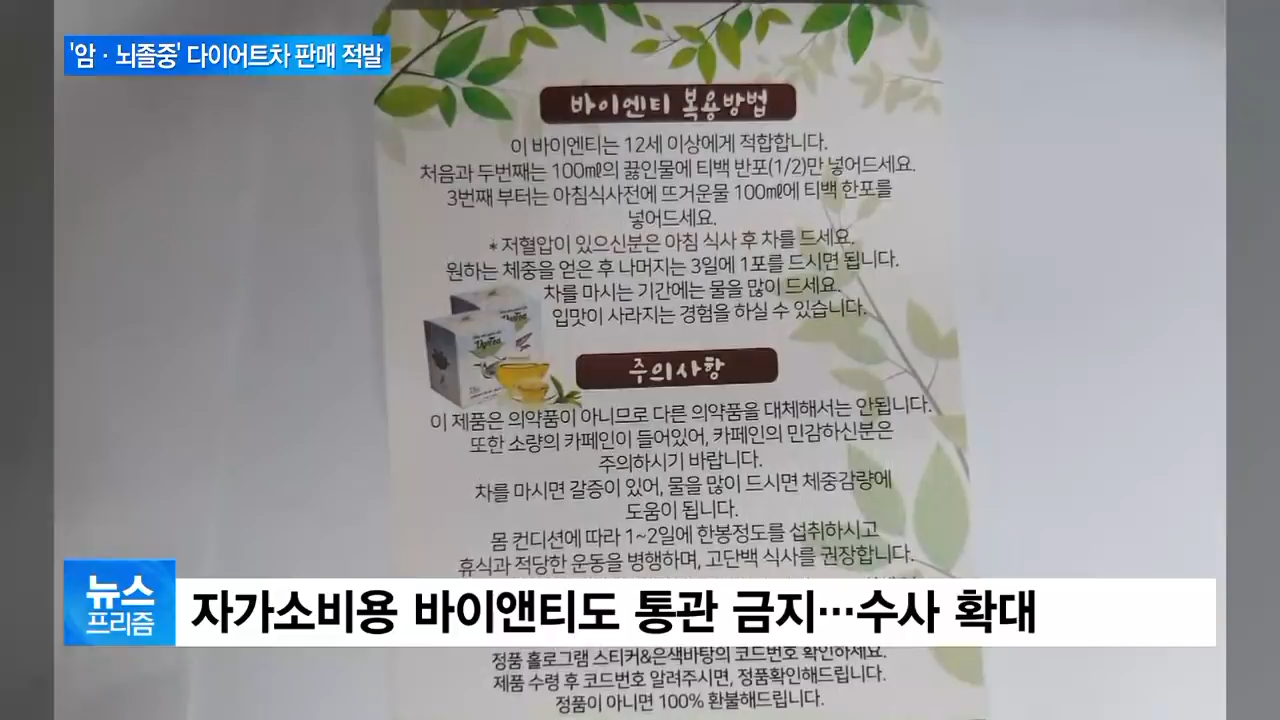 '암·뇌졸중' 다이어트차 판매 적발
바이엔티 복용방법
이 바이엔티는 12세 이상에게 적합합니다.
처음과 두번째는 100㎖의 끓인물에 티백 반포(1/2)만 넣어드세요.
3번째 부터는 아침식사전에 뜨거운물 100㎖에 티백 한포를
넣어드세요.
* 저혈압이 있으신분은 아침 식사 후 차를 드세요.
원하는 체중을 얻은 후 나머지는 3일에 1포를 드시면 됩니다.
차를 마시는 기간에는 물을 많이 드세요.
입맛이 사라지는 경험을 하실 수 있습니다.
주의사항
이 제품은 의약품이 아니므로 다른 의약품을 대체해서는 안됩니다.
또한 소량의 카페인이 들어있어, 카페인의 민감하신분은
주의하시기 바랍니다.
차를 마시면 갈증이 있어, 물을 많이 드시면 체중감량에
도움이 됩니다.
몸 컨디션에 따라 1~2일에 한봉정도를 섭취하시고
휴식과 적당한 운동을 병행하며, 고단백 식사를 권장합니다.
뉴스
프리즘
자가소비용 바이앤티도 통관 금지…수사 확대
정품 홀로그램 스티커&은색바탕의 코드번호 확인하세요.
제품 수령 후 코드번호 알려주시면, 정품확인해드립니다.
정품이 아니면 100% 환불해드립니다.